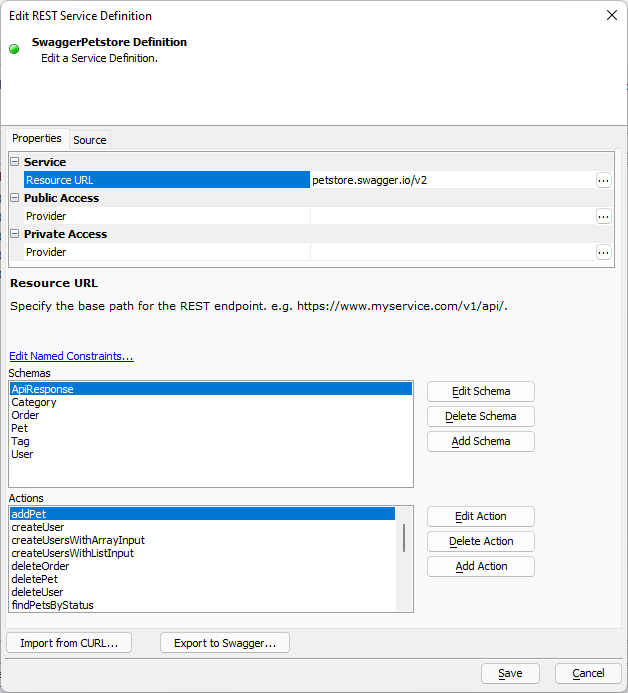 Edit REST Service Definition
SwaggerPetstore Definition
Edit a Service Definition.
Properties
Source
Service
Resource URL petstore.swagger.io/v2 ...
Public Access
Provider ...
Private Access
Provider ...
Resource URL
Specify the base path for the REST endpoint. e.g. https://www.myservice.com/v1/api/.
Edit Named Constraints...
Schemas
ApiResponse
Category
Order
Pet
Tag
User
Edit Schema
Delete Schema
Add Schema
Actions
addPet
createUser
createUsersWithArrayInput
createUsersWithListInput
deleteOrder
deletePet
deleteUser
findPetsByStatus
Edit Action
Delete Action
Add Action
Import from CURL...
Export to Swagger...
Save
Cancel